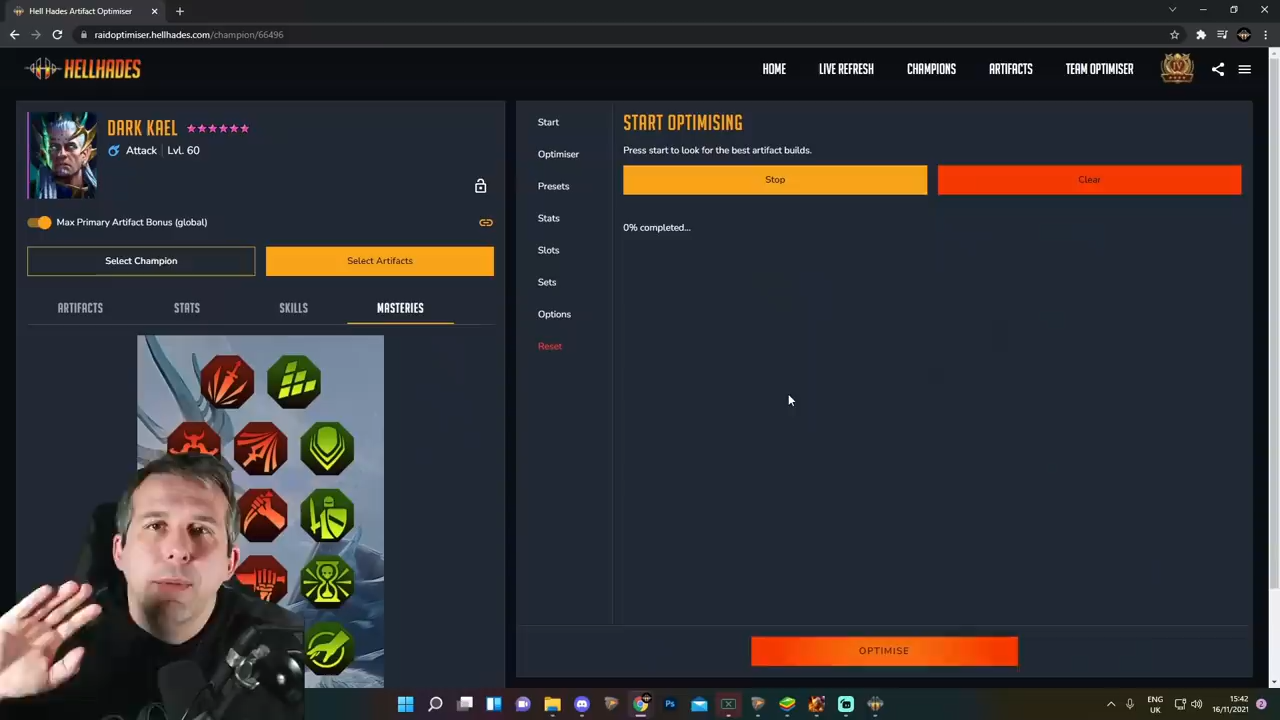 Hell Hades Artifact Optimiser
raidoptimiser.hellhades.com/champion/66496
HELLHADES
HOME
LIVE REFRESH
CHAMPIONS
ARTIFACTS
TEAM OPTIMISER
IV
DARK KAEL
Attack | Lvl. 60
Max Primary Artifact Bonus (global)
Select Champion
Select Artifacts
ARTIFACTS
STATS
SKILLS
MASTERIES
Start
Optimiser
Presets
Stats
Slots
Sets
Options
Reset
START OPTIMISING
Press start to look for the best artifact builds.
Stop
Clear
0% completed...
OPTIMISE
ENG
UK
15:42
16/11/2021
2